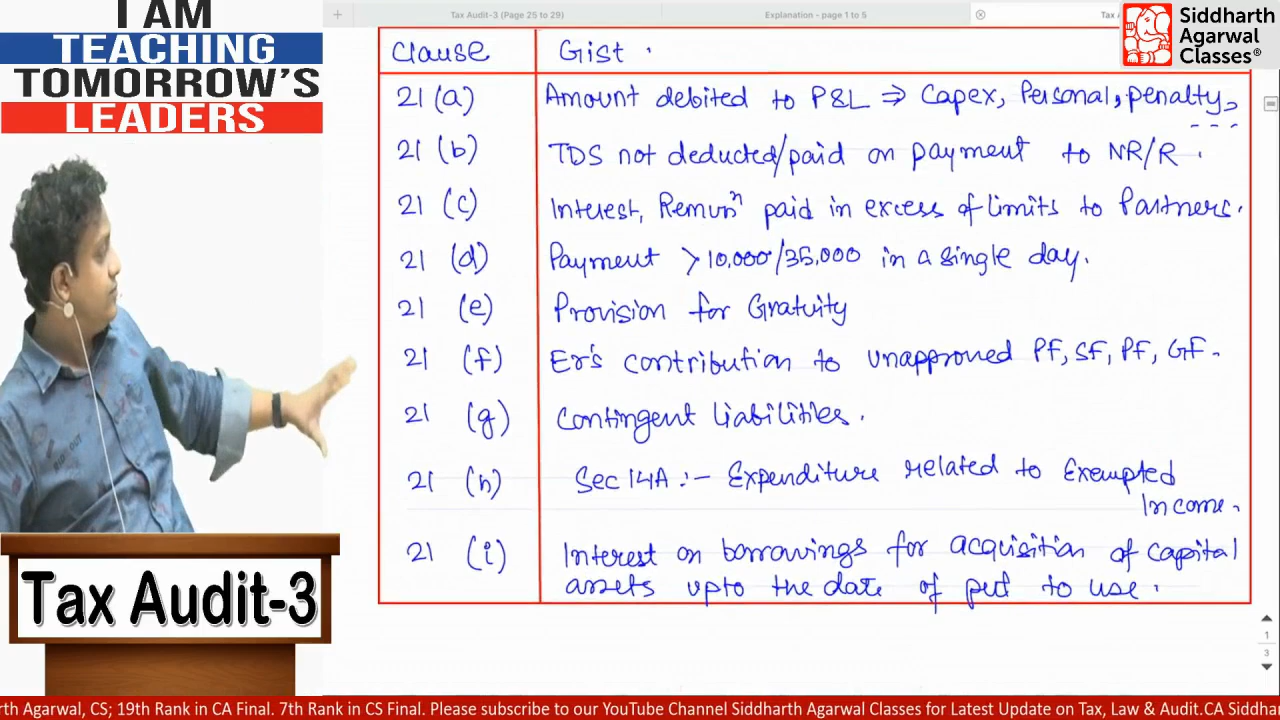 I AM
TEACHING
TOMORROW'S
LEADERS
Tax Audit-3 (Page 25 to 29)
Explanation - page 1 to 5
Tax A
Siddharth
Agarwal
Classes®
Clause Gist .
21 (a) Amount debited to P&L ⇒ Capex, Personal, penalty, ---
21 (b) TDS not deducted/paid on payment to NR/R.
21 (c) Interest, Remunⁿ paid in excess of limits to Partners.
21 (d) Payment >10,000/35,000 in a single day.
21 (e) Provision for Gratuity
21 (f) Er's contribution to unapproved PF, SF, PF, GF.
21 (g) Contingent liabilities.
21 (h) Sec 14A :- Expenditure related to Exempted
Income.
21 (i) Interest on borrowings for acquisition of capital
assets upto the date of put to use.
1
3
Tax Audit-3
rth Agarwal, CS; 19th Rank in CA Final. 7th Rank in CS Final. Please subscribe to our YouTube Channel Siddharth Agarwal Classes for Latest Update on Tax, Law & Audit.CA Siddha